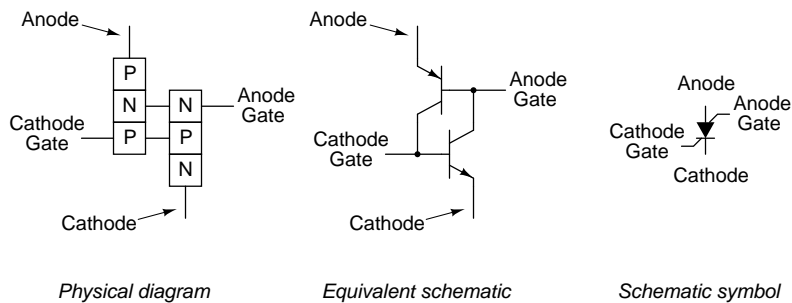 Anode
P
N
N
Anode
Gate
Cathode
Gate
P
P
N
Cathode
Physical diagram
Anode
Anode
Gate
Cathode
Gate
Cathode
Equivalent schematic
Anode
Anode
Gate
Cathode
Gate
Cathode
Schematic symbol